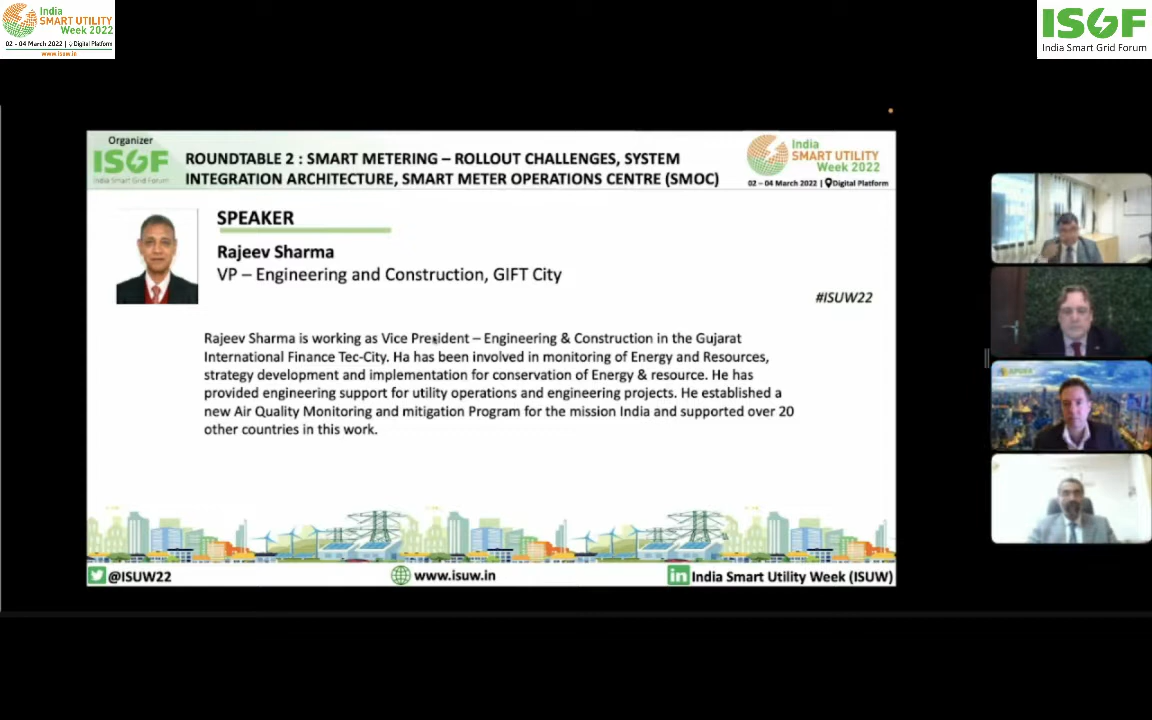 India
SMART UTILITY
Week 2022
02 - 04 March 2022 | Digital Platform
www.isuw.in
ISGF
India Smart Grid Forum
Organizer
ISGF
India Smart Grid Forum
ROUNDTABLE 2 : SMART METERING – ROLLOUT CHALLENGES, SYSTEM
INTEGRATION ARCHITECTURE, SMART METER OPERATIONS CENTRE (SMOC)
India
SMART UTILITY
Week 2022
02 – 04 March 2022 | Digital Platform
SPEAKER
Rajeev Sharma
VP – Engineering and Construction, GIFT City
#ISUW22
Rajeev Sharma is working as Vice President – Engineering & Construction in the Gujarat
International Finance Tec-City. Ha has been involved in monitoring of Energy and Resources,
strategy development and implementation for conservation of Energy & resource. He has
provided engineering support for utility operations and engineering projects. He established a
new Air Quality Monitoring and mitigation Program for the mission India and supported over 20
other countries in this work.
@ISUW22
www.isuw.in
India Smart Utility Week (ISUW)